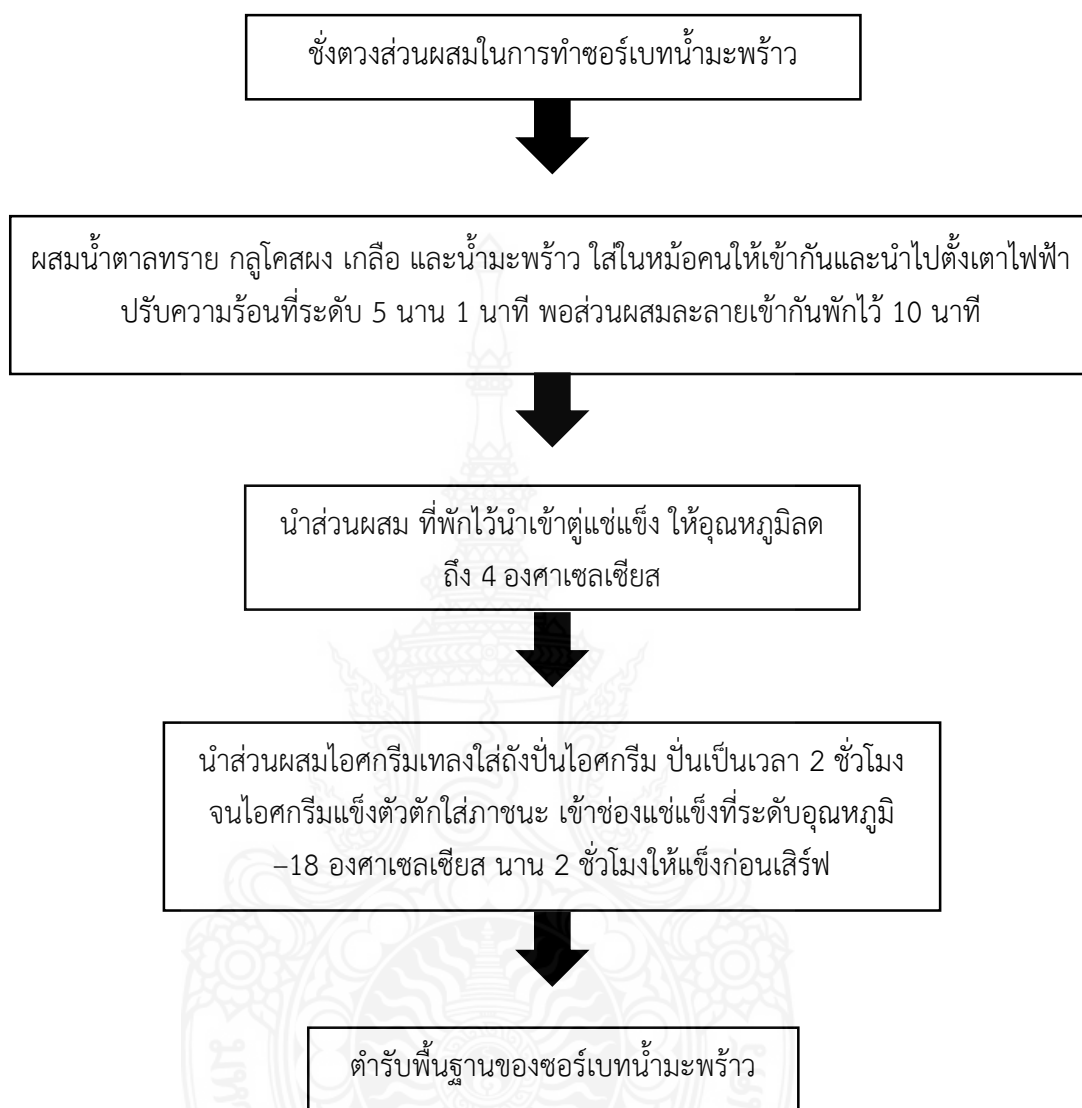 ชั่งตวงส่วนผสมในการทำซอร์เบทน้ำมะพร้าว
ผสมน้ำตาลทราย กลูโคสผง เกลือ และน้ำมะพร้าว ใส่ในหม้อคนให้เข้ากันและนำไปตั้งเตาไฟฟ้า
ปรับความร้อนที่ระดับ 5 นาน 1 นาที พอส่วนผสมละลายเข้ากันพักไว้ 10 นาที
นำส่วนผสม ที่พักไว้นำเข้าตู่แช่แข็ง ให้อุณหภูมิลด
ถึง 4 องศาเซลเซียส
นำส่วนผสมไอศกรีมเทลงใส่ถังปั่นไอศกรีม ปั่นเป็นเวลา 2 ชั่วโมง
จนไอศกรีมแข็งตัวตักใส่ภาชนะ เข้าช่องแช่แข็งที่ระดับอุณหภูมิ
–18 องศาเซลเซียส นาน 2 ชั่วโมงให้แข็งก่อนเสิร์ฟ
ตำรับพื้นฐานของซอร์เบทน้ำมะพร้าว